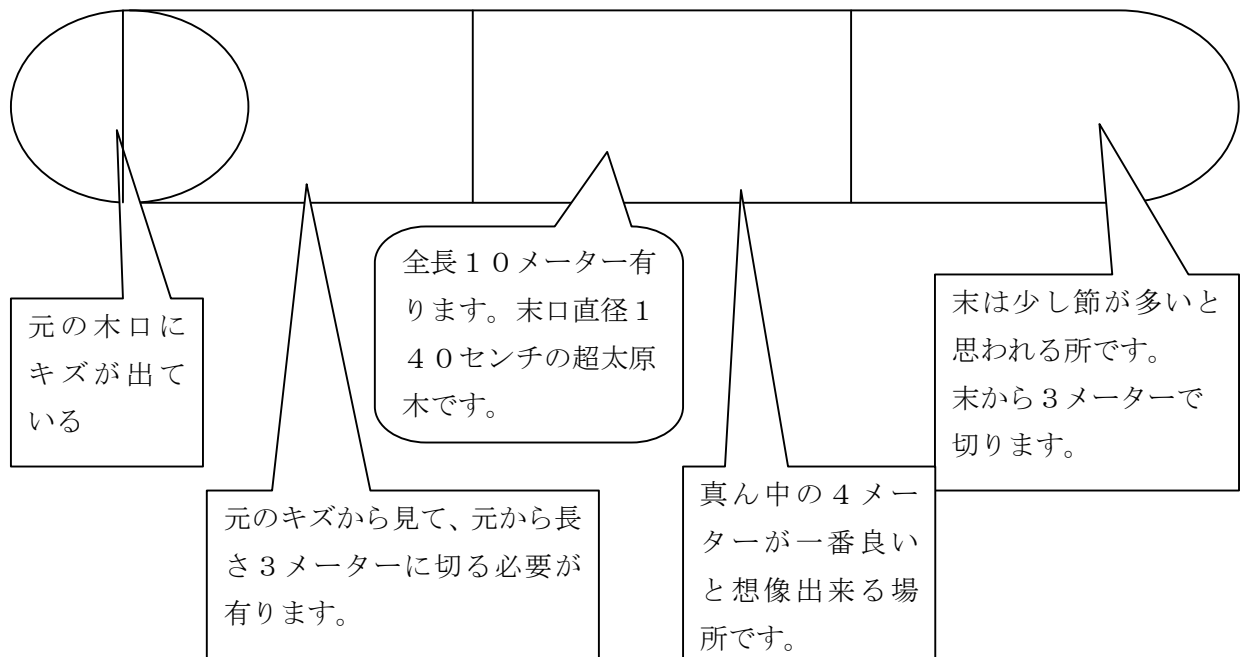 元の木口に
キズが出て
いる
元のキズから見て、元から長
さ３メーターに切る必要が
有ります。
全長１０メーター有
ります。末口直径１
４０センチの超太原
木です。
真ん中の４メー
ターが一番良い
と想像出来る場
所です。
末は少し節が多いと
思われる所です。
末から３メーターで
切ります。